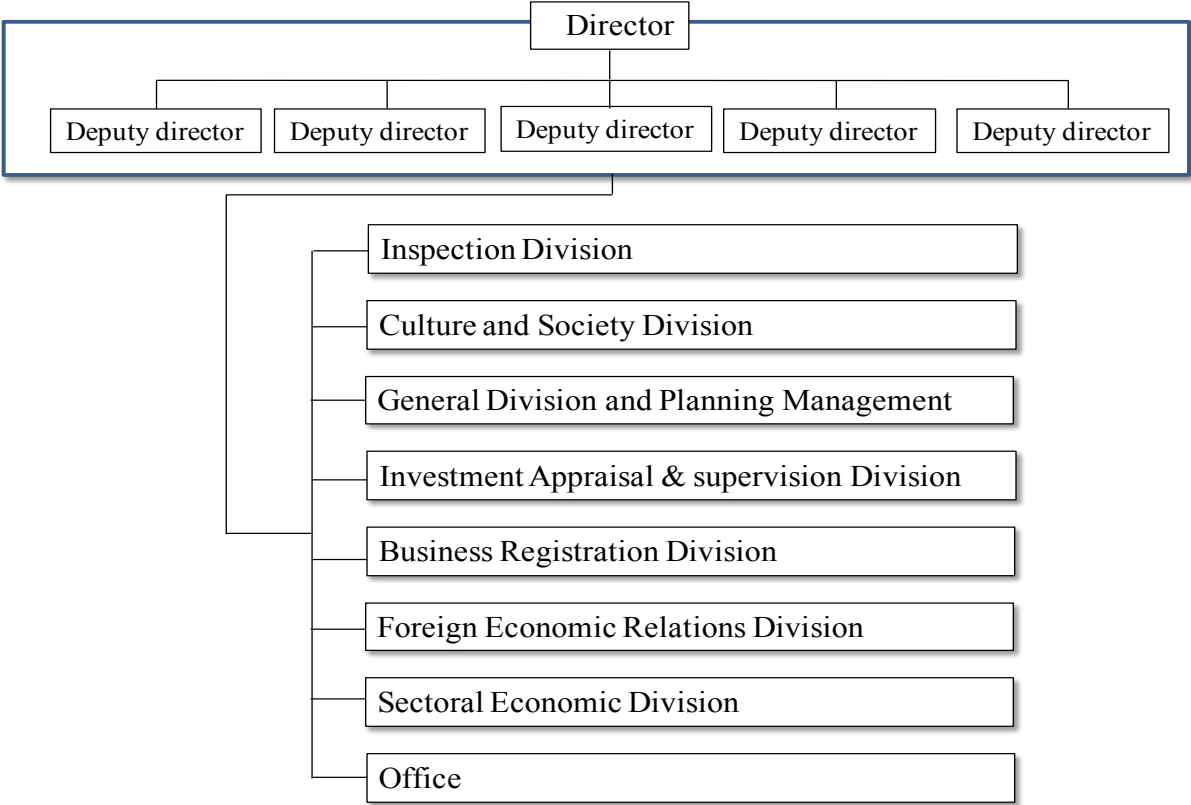 Director
Deputy director
Deputy director
Deputy director
Deputy director
Deputy director
Inspection Division
Culture and Society Division
General Division and Planning Management
Investment Appraisal & supervision Division
Business Registration Division
Foreign Economic Relations Division
Sectoral Economic Division
Office